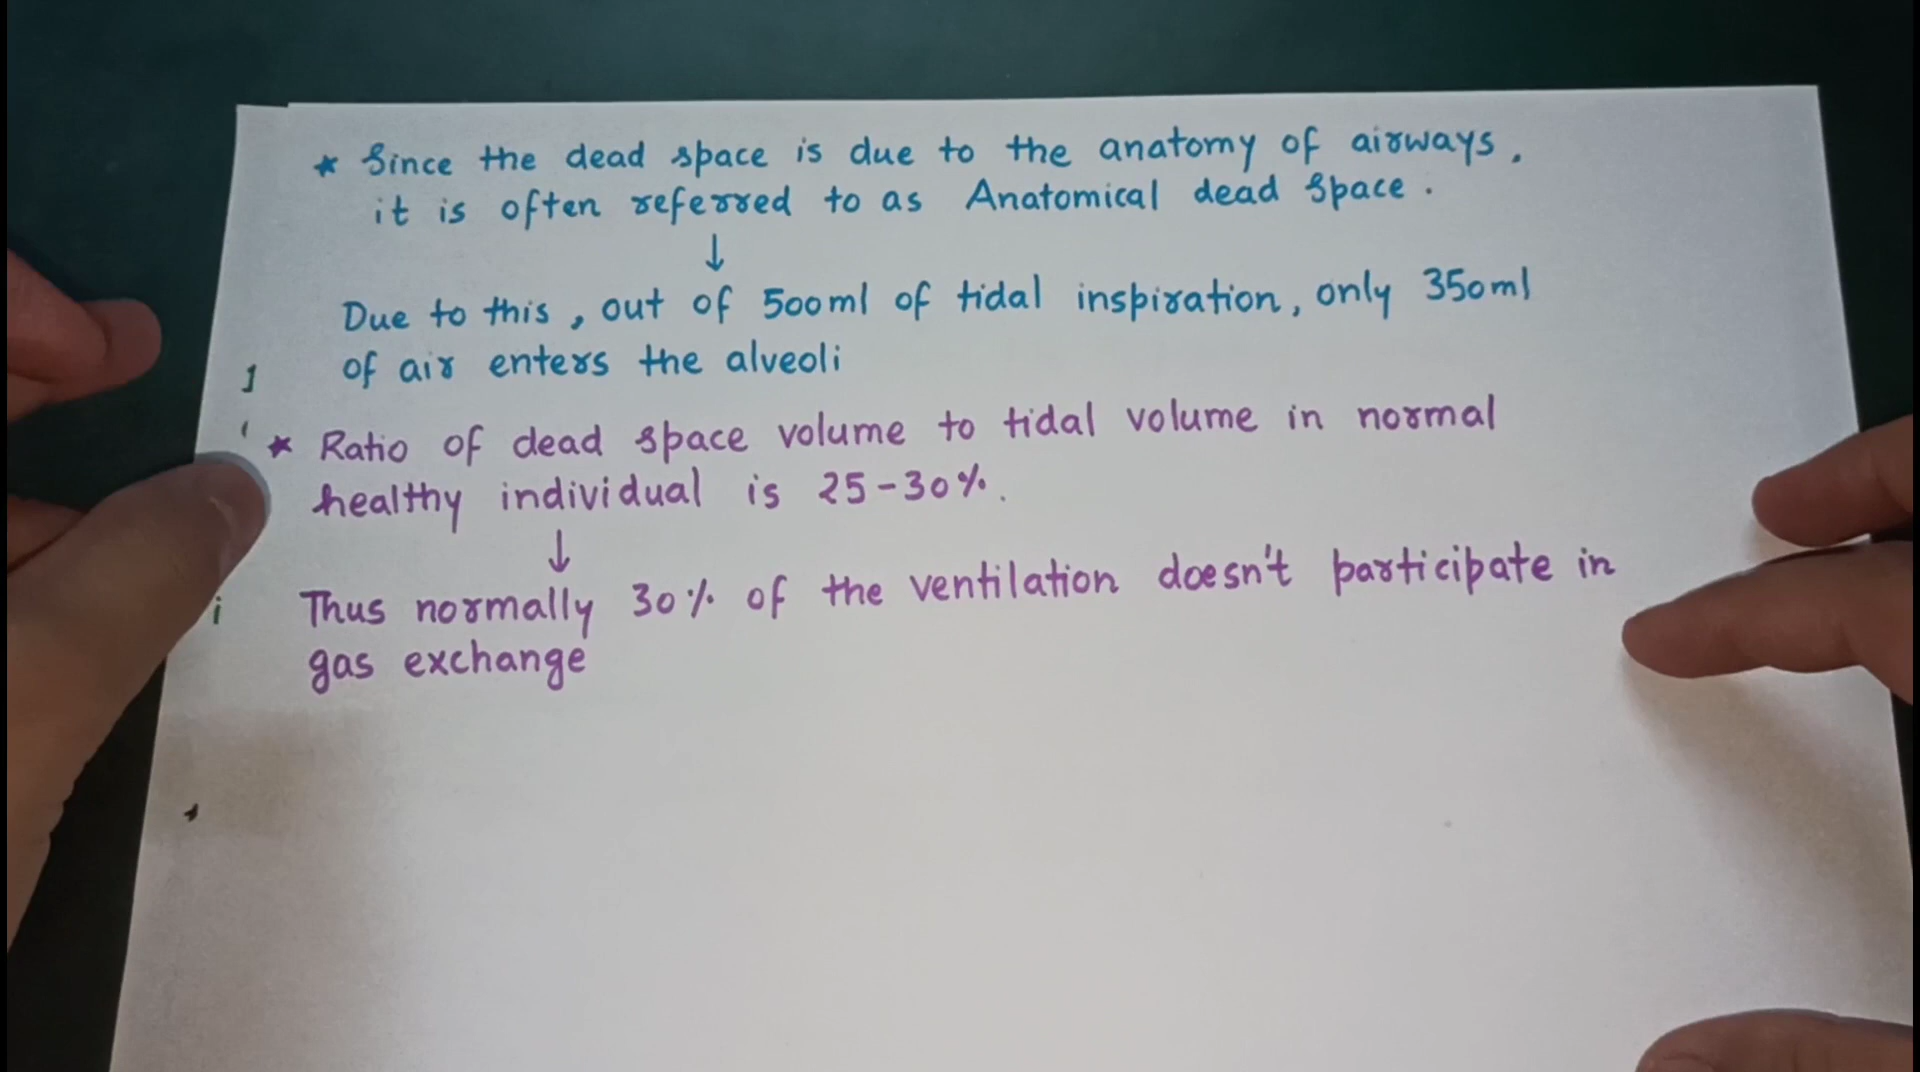 * Since the dead space is due to the anatomy of airways,
it is often referred to as Anatomical dead space.
↓
Due to this, out of 500ml of tidal inspiration, only 350ml
of air enters the alveoli
* Ratio of dead space volume to tidal volume in normal
healthy individual is 25-30%.
↓
Thus normally 30% of the ventilation doesn't participate in
gas exchange